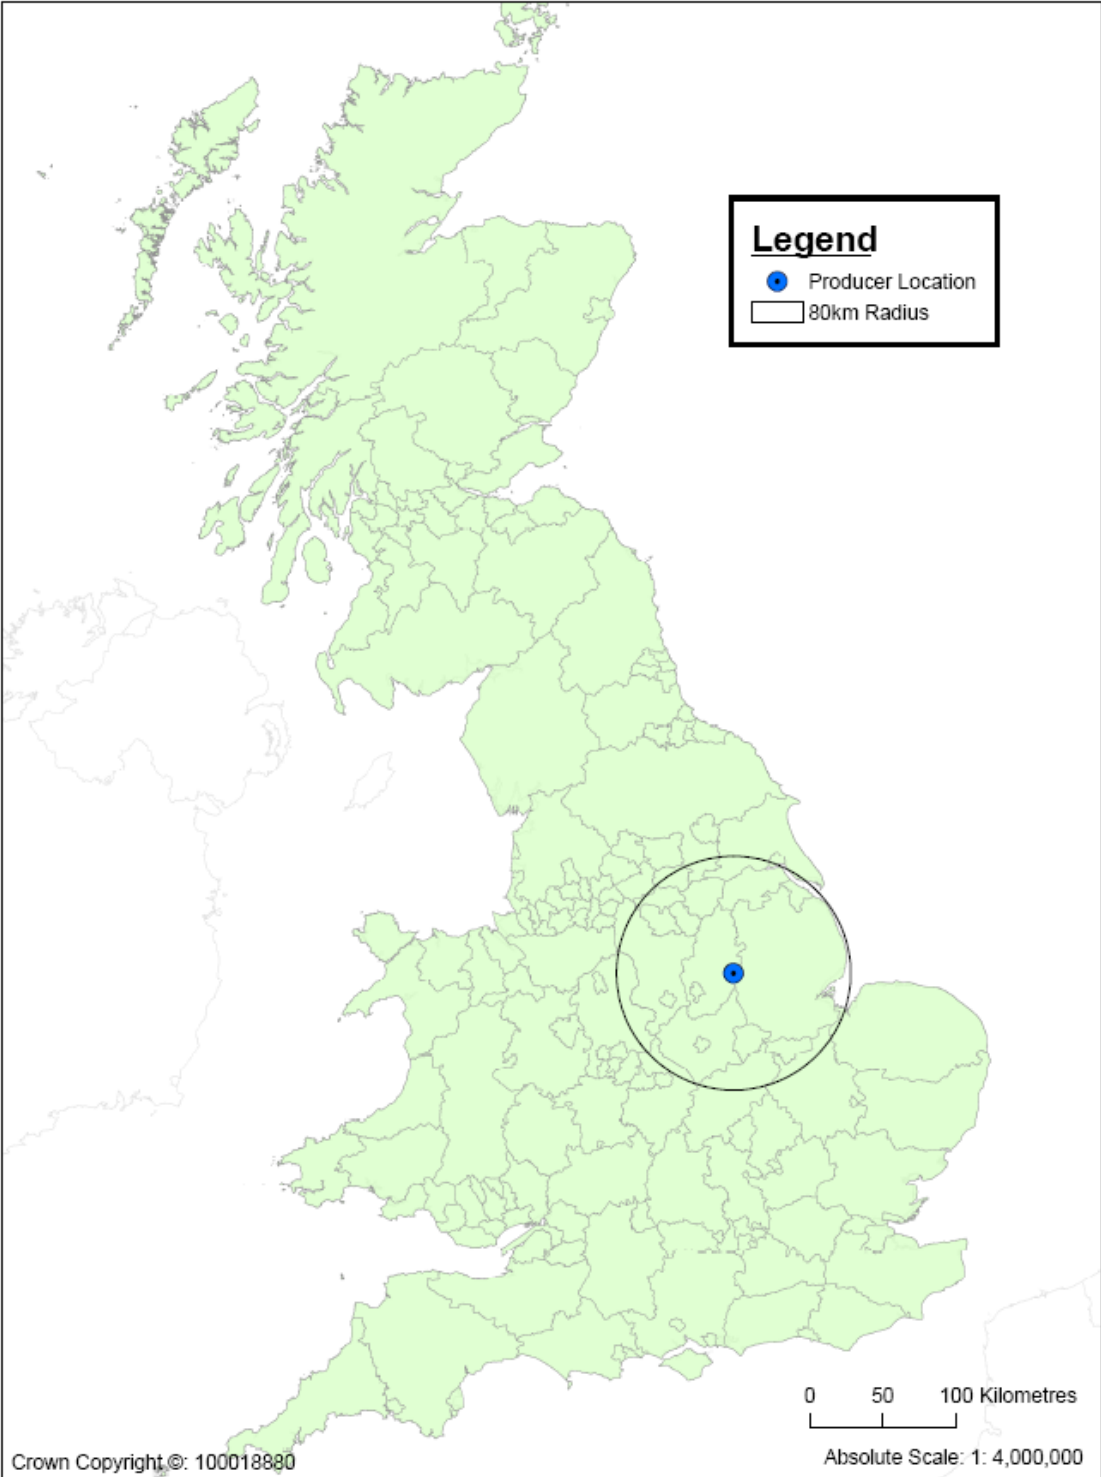 Legend
Producer Location
80km Radius
0 50 100 Kilometres
Absolute Scale: 1: 4,000,000
Crown Copyright ©: 100018880